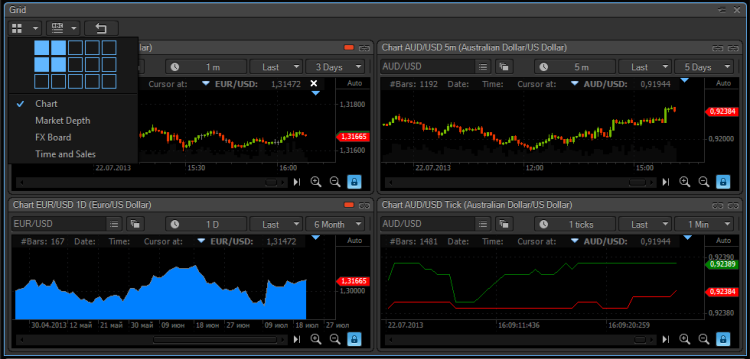 Grid
Dollar)
Chart AUD/USD 5m (Australian Dollar/US Dollar)
1 m
Last
3 Days
AUD/USD
5 m
Last
5 Days
Cursor at:
EUR/USD:
1,31472
Auto
#Bars: 1192
Date:
Time:
Cursor at:
AUD/USD:
0,91944
Auto
Chart
Market Depth
FX Board
Time and Sales
1,31800
1,31665
1,31600
22.07.2013
15:30
16:00
0,92384
0,92000
22.07.2013
12:00
15:00
Chart EUR/USD 1D (Euro/US Dollar)
Chart AUD/USD Tick (Australian Dollar/US Dollar)
EUR/USD
1 D
Last
6 Month
AUD/USD
1 ticks
Last
1 Min
#Bars: 167
Date:
Time:
Cursor at:
EUR/USD:
1,31472
Auto
#Bars: 1481
Date:
Time:
Cursor at:
AUD/USD:
0,91944
Auto
1,31665
1,30000
30.04.2013
12 май
21 май
30 май
09 июн
18 июн
27 июн
09 июл
18 июл
27 июл
0,92390
0,92389
0,92384
0,92380
22.07.2013
16:09:11:436
16:09:20:259